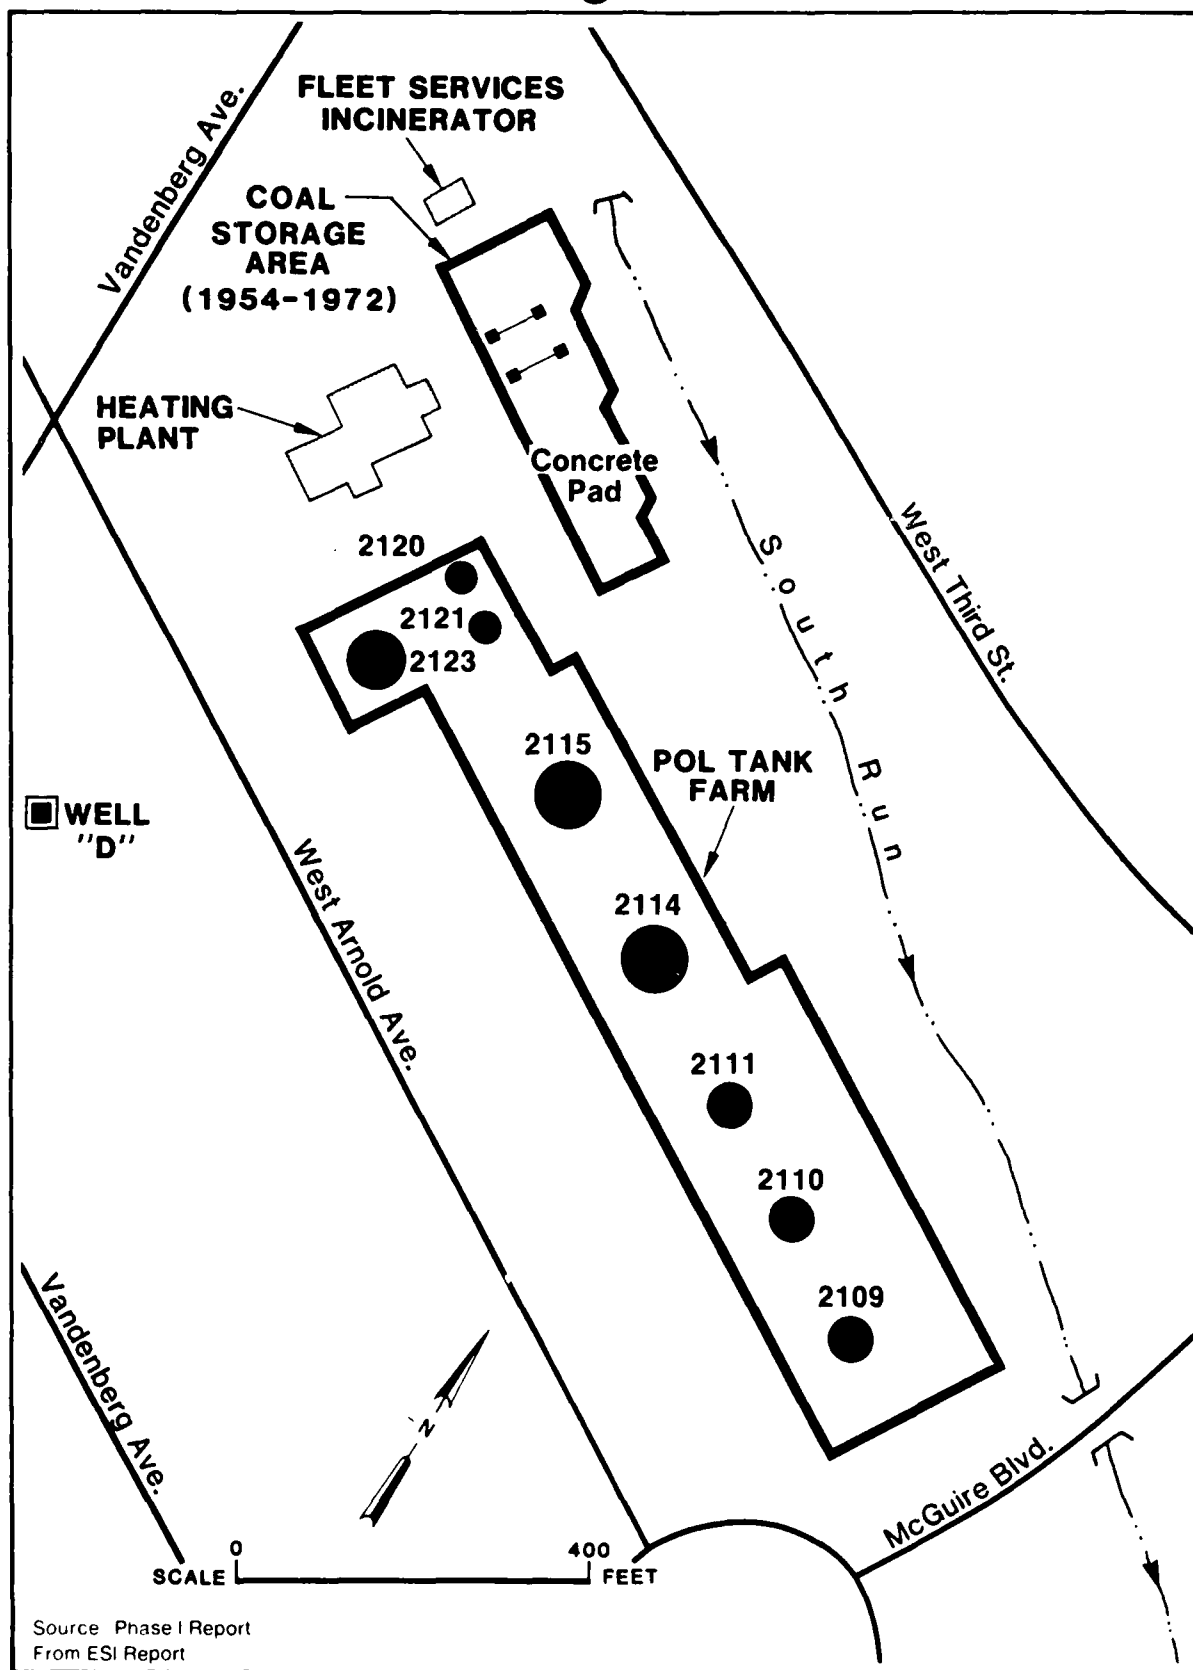 Vandenberg Ave.
FLEET SERVICES
INCINERATOR
COAL
STORAGE
AREA
(1954-1972)
HEATING
PLANT
Concrete
Pad
South Run
West Third St.
2120
2121
2123
2115
POL TANK
FARM
WELL
"D"
West Arnold Ave.
2114
2111
2110
2109
Vandenberg Ave.
N
McGuire Blvd.
0 400
SCALE FEET
Source Phase I Report
From ESI Report